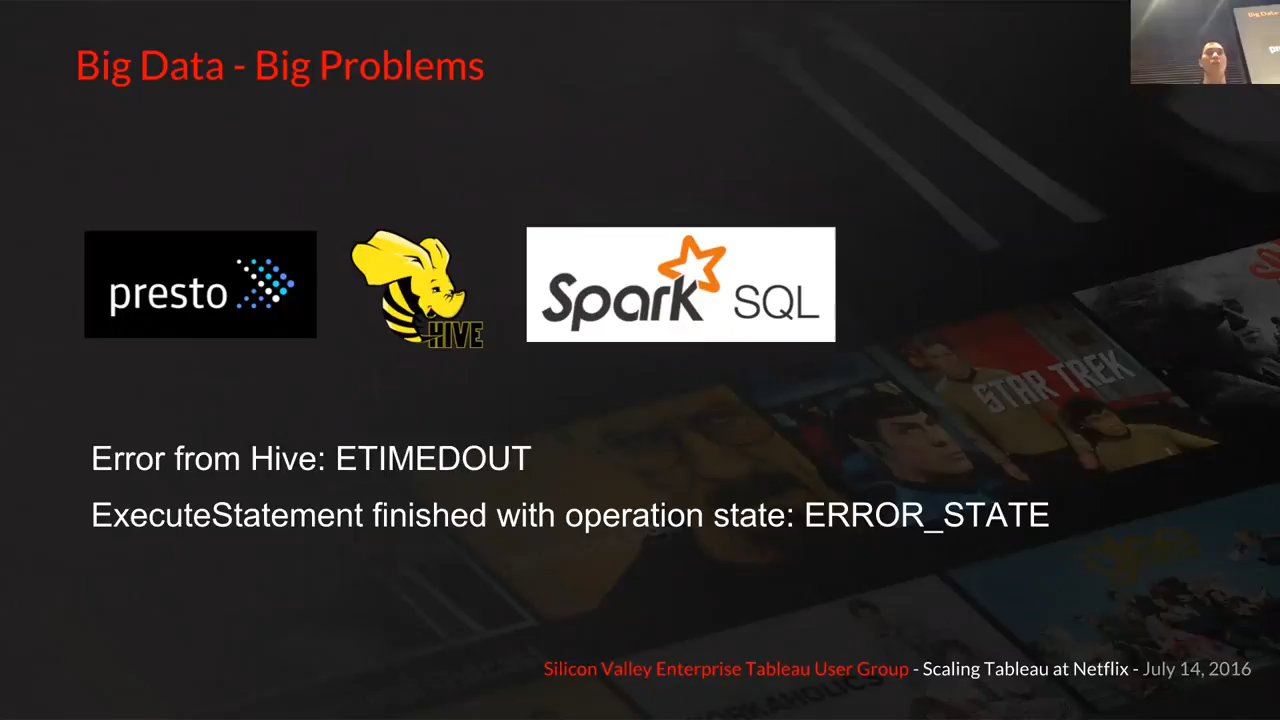 Big Data - Big Problems
presto
HIVE
Spark SQL
STAR TREK
Error from Hive: ETIMEDOUT
ExecuteStatement finished with operation state: ERROR_STATE
Silicon Valley Enterprise Tableau User Group - Scaling Tableau at Netflix - July 14, 2016